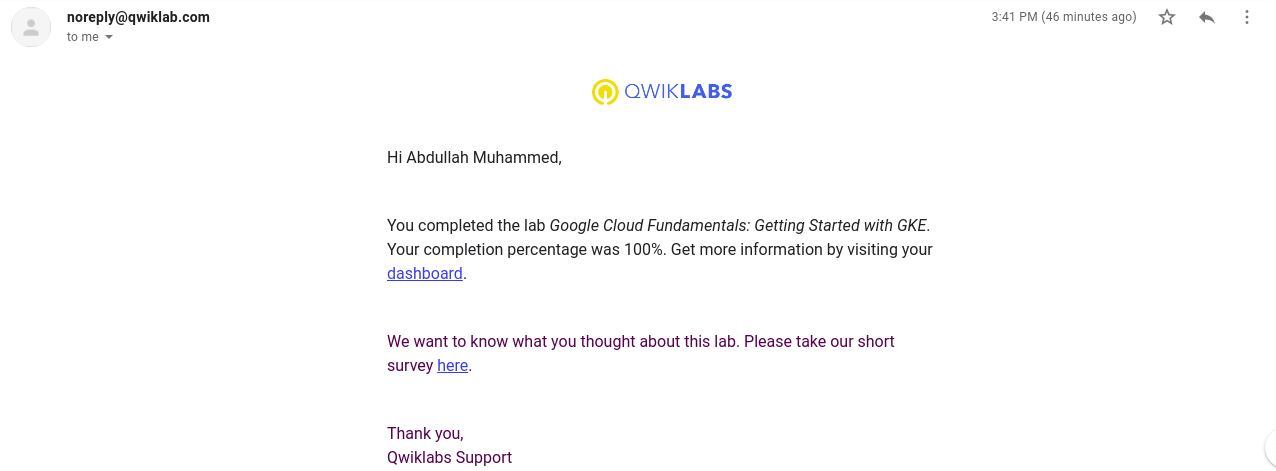 noreply@qwiklab.com
3:41 PM (46 minutes ago)
to me
QWIKLABS
Hi Abdullah Muhammed,
You completed the lab Google Cloud Fundamentals: Getting Started with GKE.
Your completion percentage was 100%. Get more information by visiting your
dashboard.
We want to know what you thought about this lab. Please take our short
survey here.
Thank you,
Qwiklabs Support